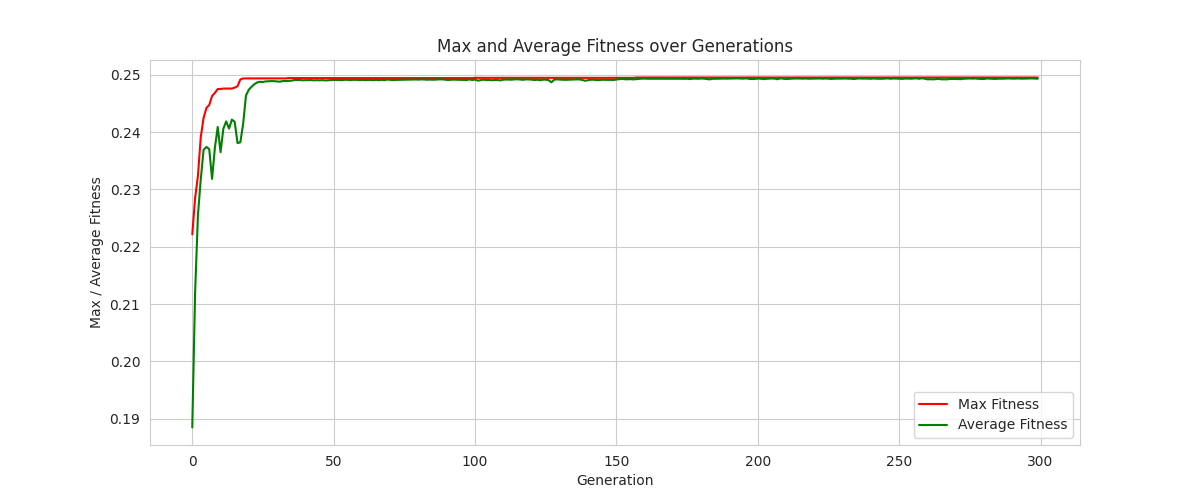 Max and Average Fitness over Generations
Max / Average Fitness
0.25
0.24
0.23
0.22
0.21
0.20
0.19
0
50
100
150
200
250
300
Generation
Max Fitness
Average Fitness